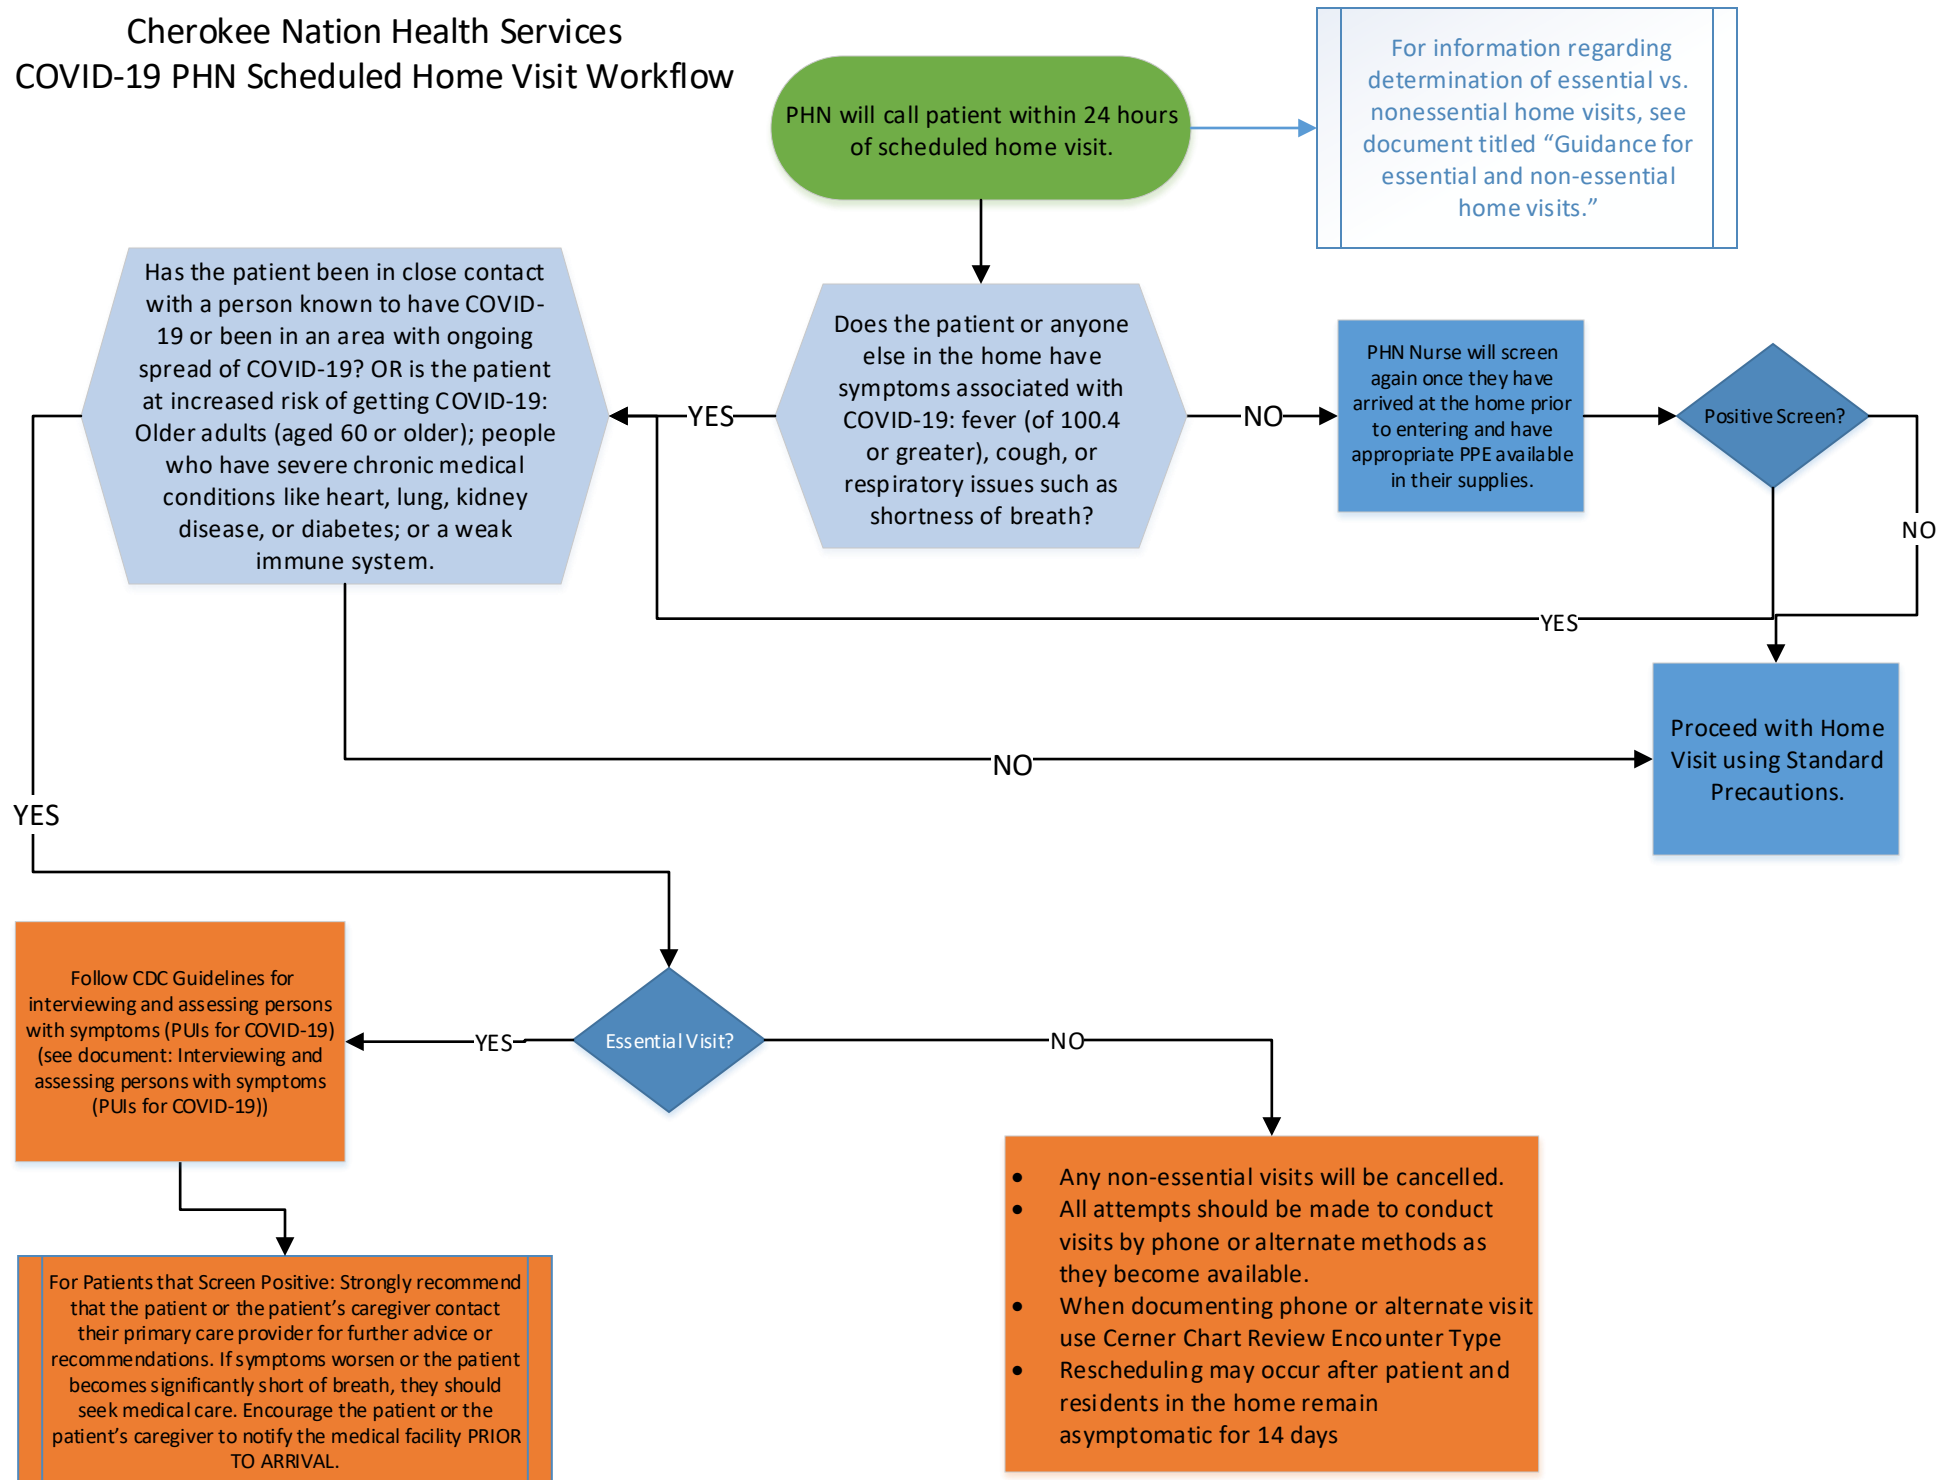 Cherokee Nation Health Services
COVID-19 PHN Scheduled Home Visit Workflow
PHN will call patient within 24 hours
of scheduled home visit.
For information regarding
determination of essential vs.
nonessential home visits, see
document titled “Guidance for
essential and non-essential
home visits.”
Has the patient been in close contact
with a person known to have COVID-
19 or been in an area with ongoing
spread of COVID-19? OR is the patient
at increased risk of getting COVID-19:
Older adults (aged 60 or older); people
who have severe chronic medical
conditions like heart, lung, kidney
disease, or diabetes; or a weak
immune system.
YES
Does the patient or anyone
else in the home have
symptoms associated with
COVID-19: fever (of 100.4
or greater), cough, or
respiratory issues such as
shortness of breath?
NO
PHN Nurse will screen
again once they have
arrived at the home prior
to entering and have
appropriate PPE available
in their supplies.
Positive Screen?
NO
YES
NO
Proceed with Home
Visit using Standard
Precautions.
YES
Follow CDC Guidelines for
interviewing and assessing persons
with symptoms (PUIs for COVID-19)
(see document: Interviewing and
assessing persons with symptoms
(PUIs for COVID-19))
YES
Essential Visit?
NO
For Patients that Screen Positive: Strongly recommend
that the patient or the patient’s caregiver contact
their primary care provider for further advice or
recommendations. If symptoms worsen or the patient
becomes significantly short of breath, they should
seek medical care. Encourage the patient or the
patient’s caregiver to notify the medical facility PRIOR
TO ARRIVAL.
• Any non-essential visits will be cancelled.
• All attempts should be made to conduct
visits by phone or alternate methods as
they become available.
• When documenting phone or alternate visit
use Cerner Chart Review Encounter Type
• Rescheduling may occur after patient and
residents in the home remain
asymptomatic for 14 days